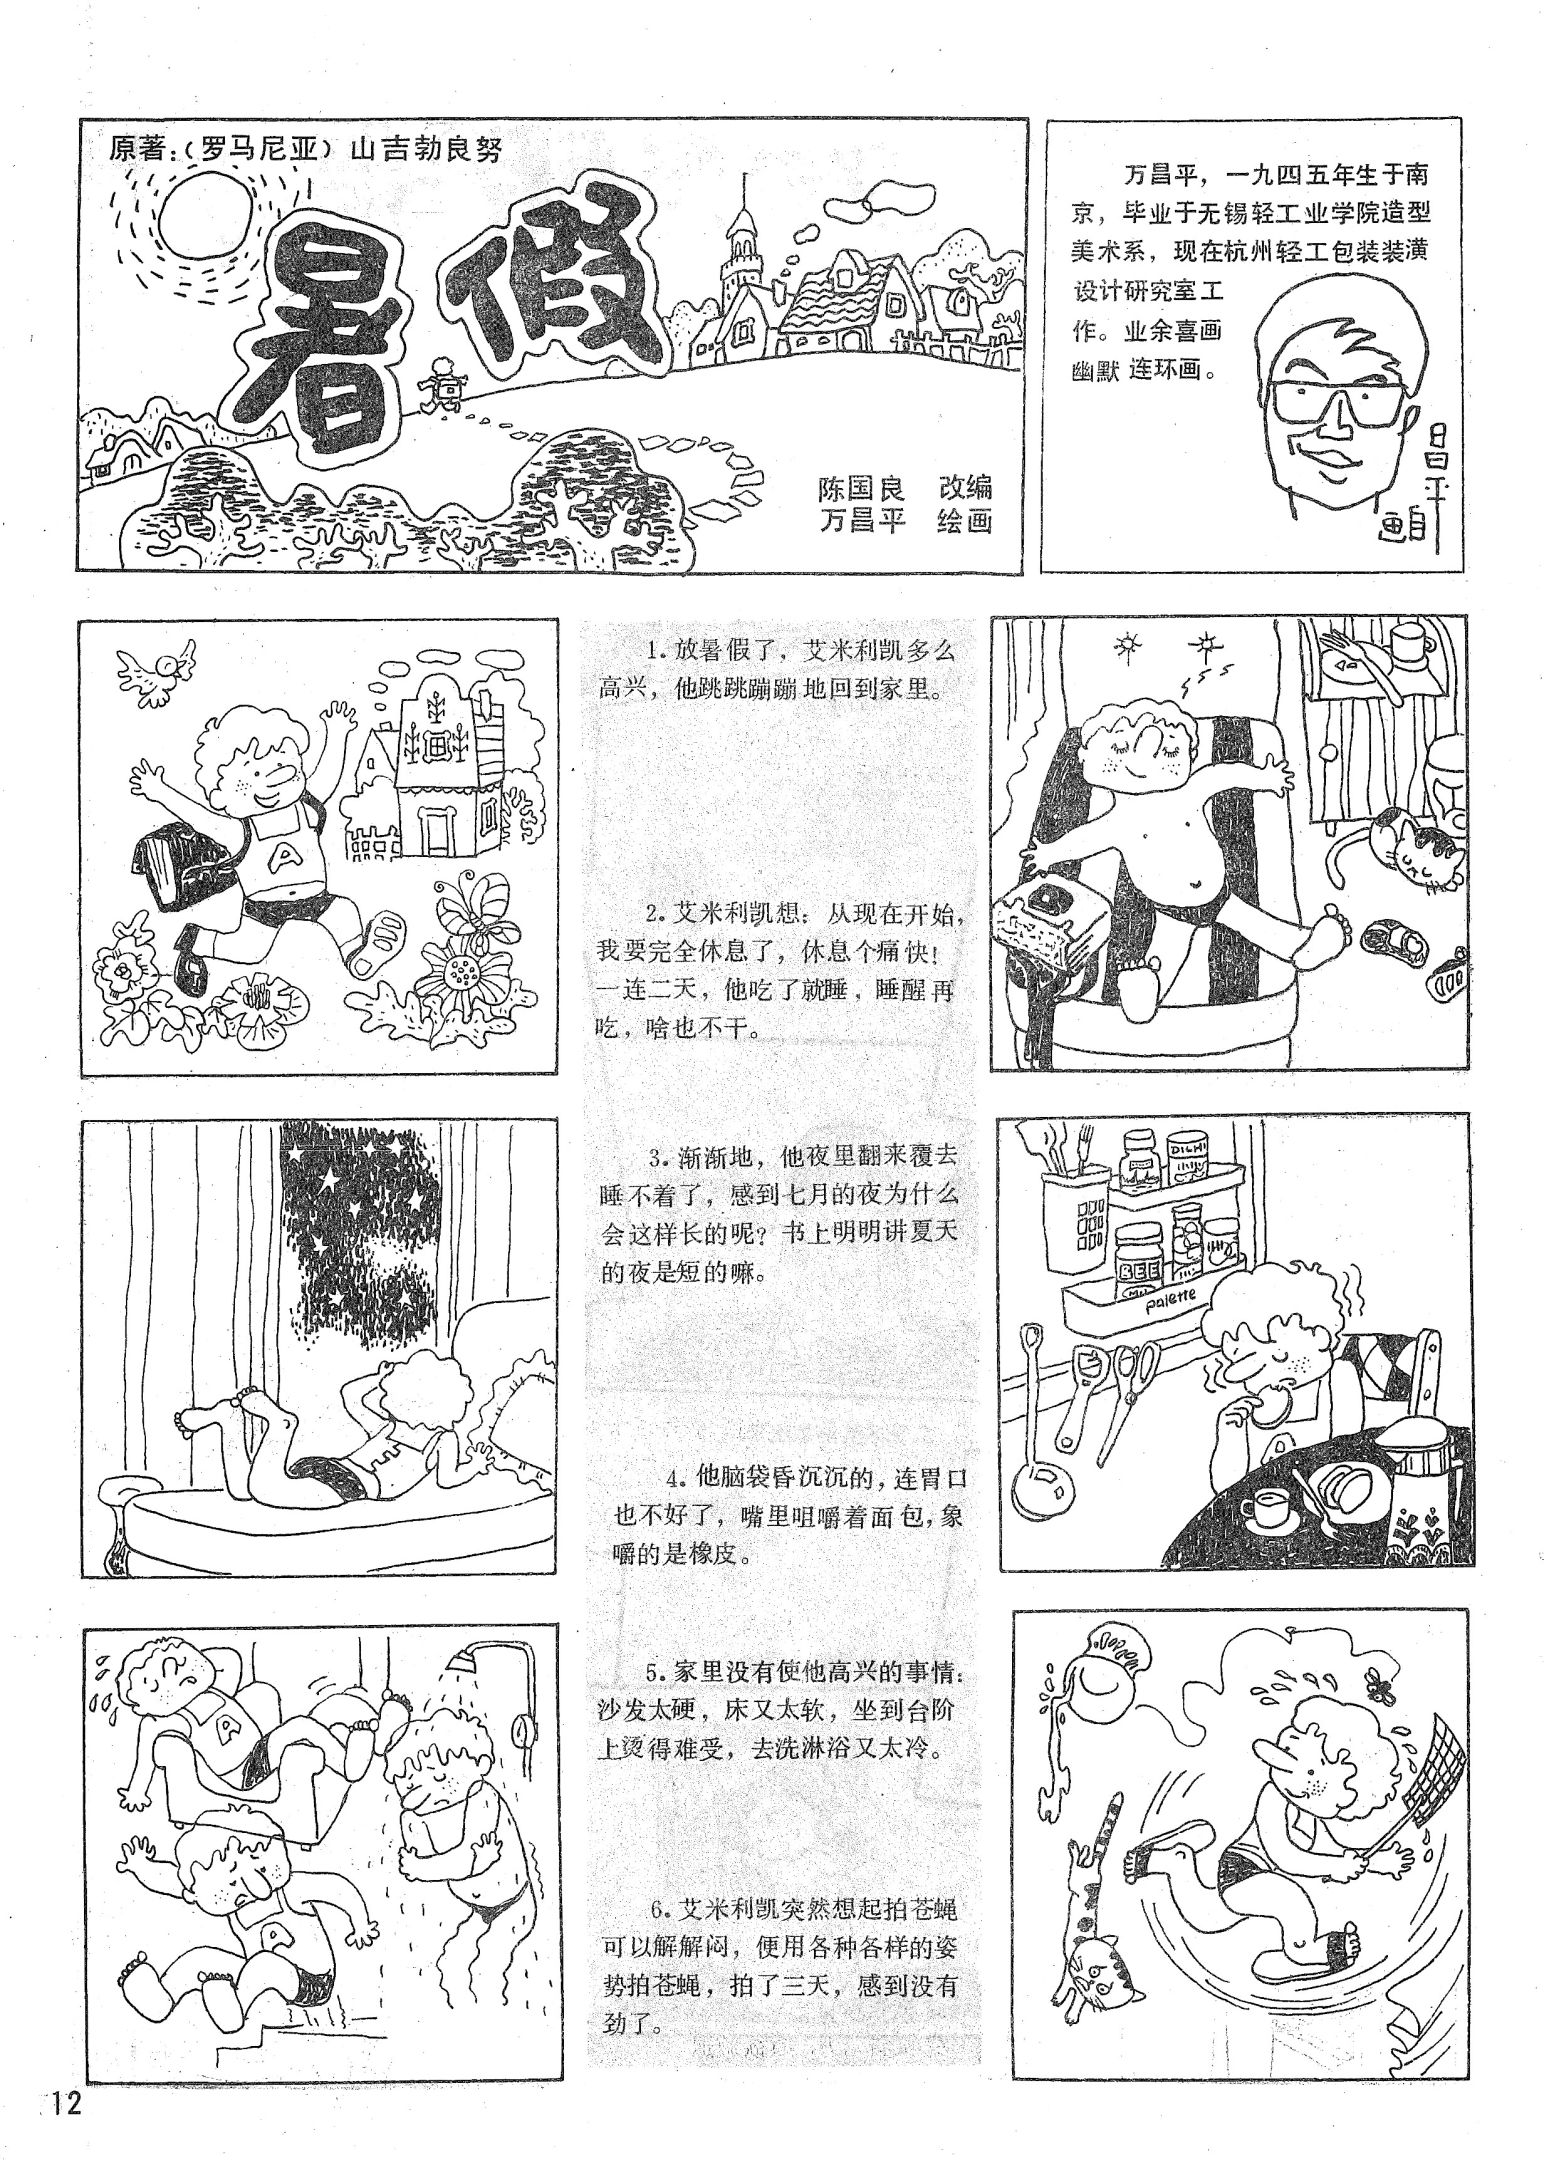 原著:(罗马尼亚)山吉勃良努
暑假
陈国良 改编
万昌平 绘画
万昌平,一九四五年生于南
京,毕业于无锡轻工业学院造型
美术系,现在杭州轻工包装装潢
设计研究室工
作。业余喜画
幽默连环画。
昌平
自画
1.放暑假了,艾米利凯多么
高兴,他跳跳蹦蹦地回到家里。
A
2.艾米利凯想:从现在开始,
我要完全休息了,休息个痛快!
一连二天,他吃了就睡,睡醒再
吃,啥也不干。
3.渐渐地,他夜里翻来覆去
睡不着了,感到七月的夜为什么
会这样长的呢?书上明明讲夏天
的夜是短的嘛。
4.他脑袋昏沉沉的,连胃口
也不好了,嘴里咀嚼着面包,象
嚼的是橡皮。
BEE
palette
5.家里没有使他高兴的事情:
沙发太硬,床又太软,坐到台阶
上烫得难受,去洗淋浴又太冷。
A
A
6.艾米利凯突然想起拍苍蝇
可以解解闷,便用各种各样的姿
势拍苍蝇,拍了三天,感到没有
劲了。
12